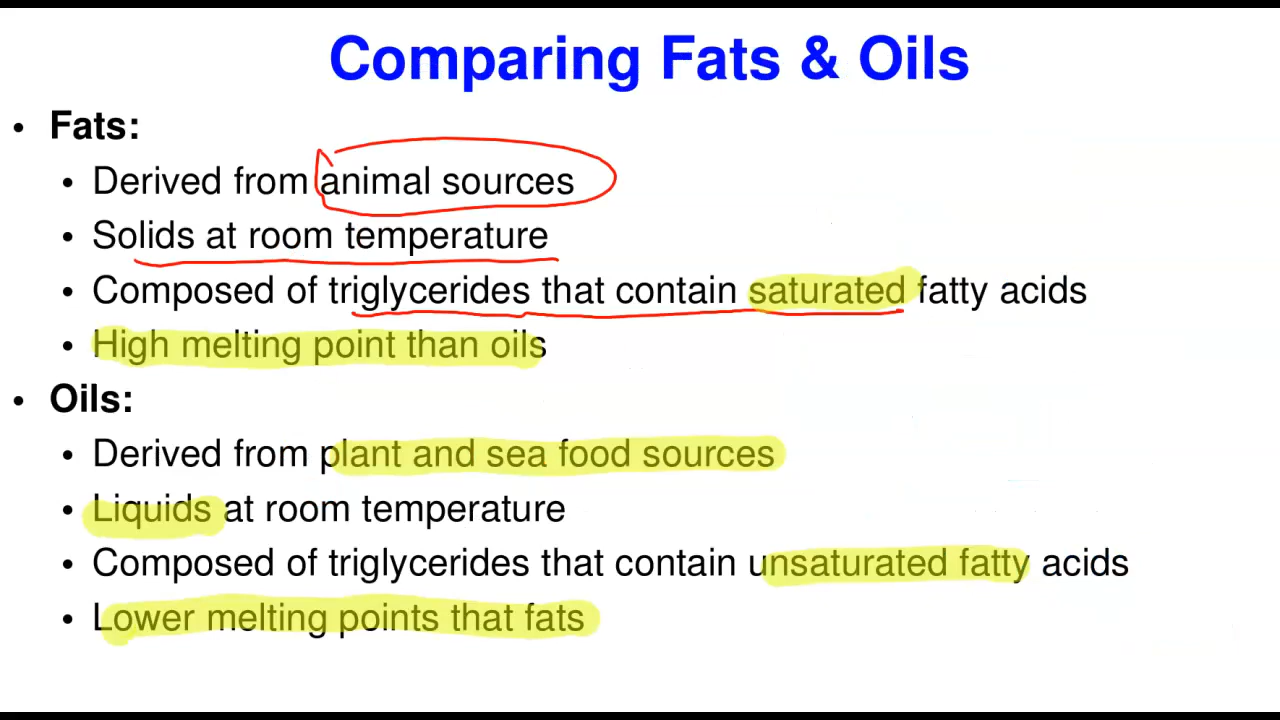 Comparing Fats & Oils
• Fats:
• Derived from animal sources
• Solids at room temperature
• Composed of triglycerides that contain saturated fatty acids
• High melting point than oils
• Oils:
• Derived from plant and sea food sources
• Liquids at room temperature
• Composed of triglycerides that contain unsaturated fatty acids
• Lower melting points that fats